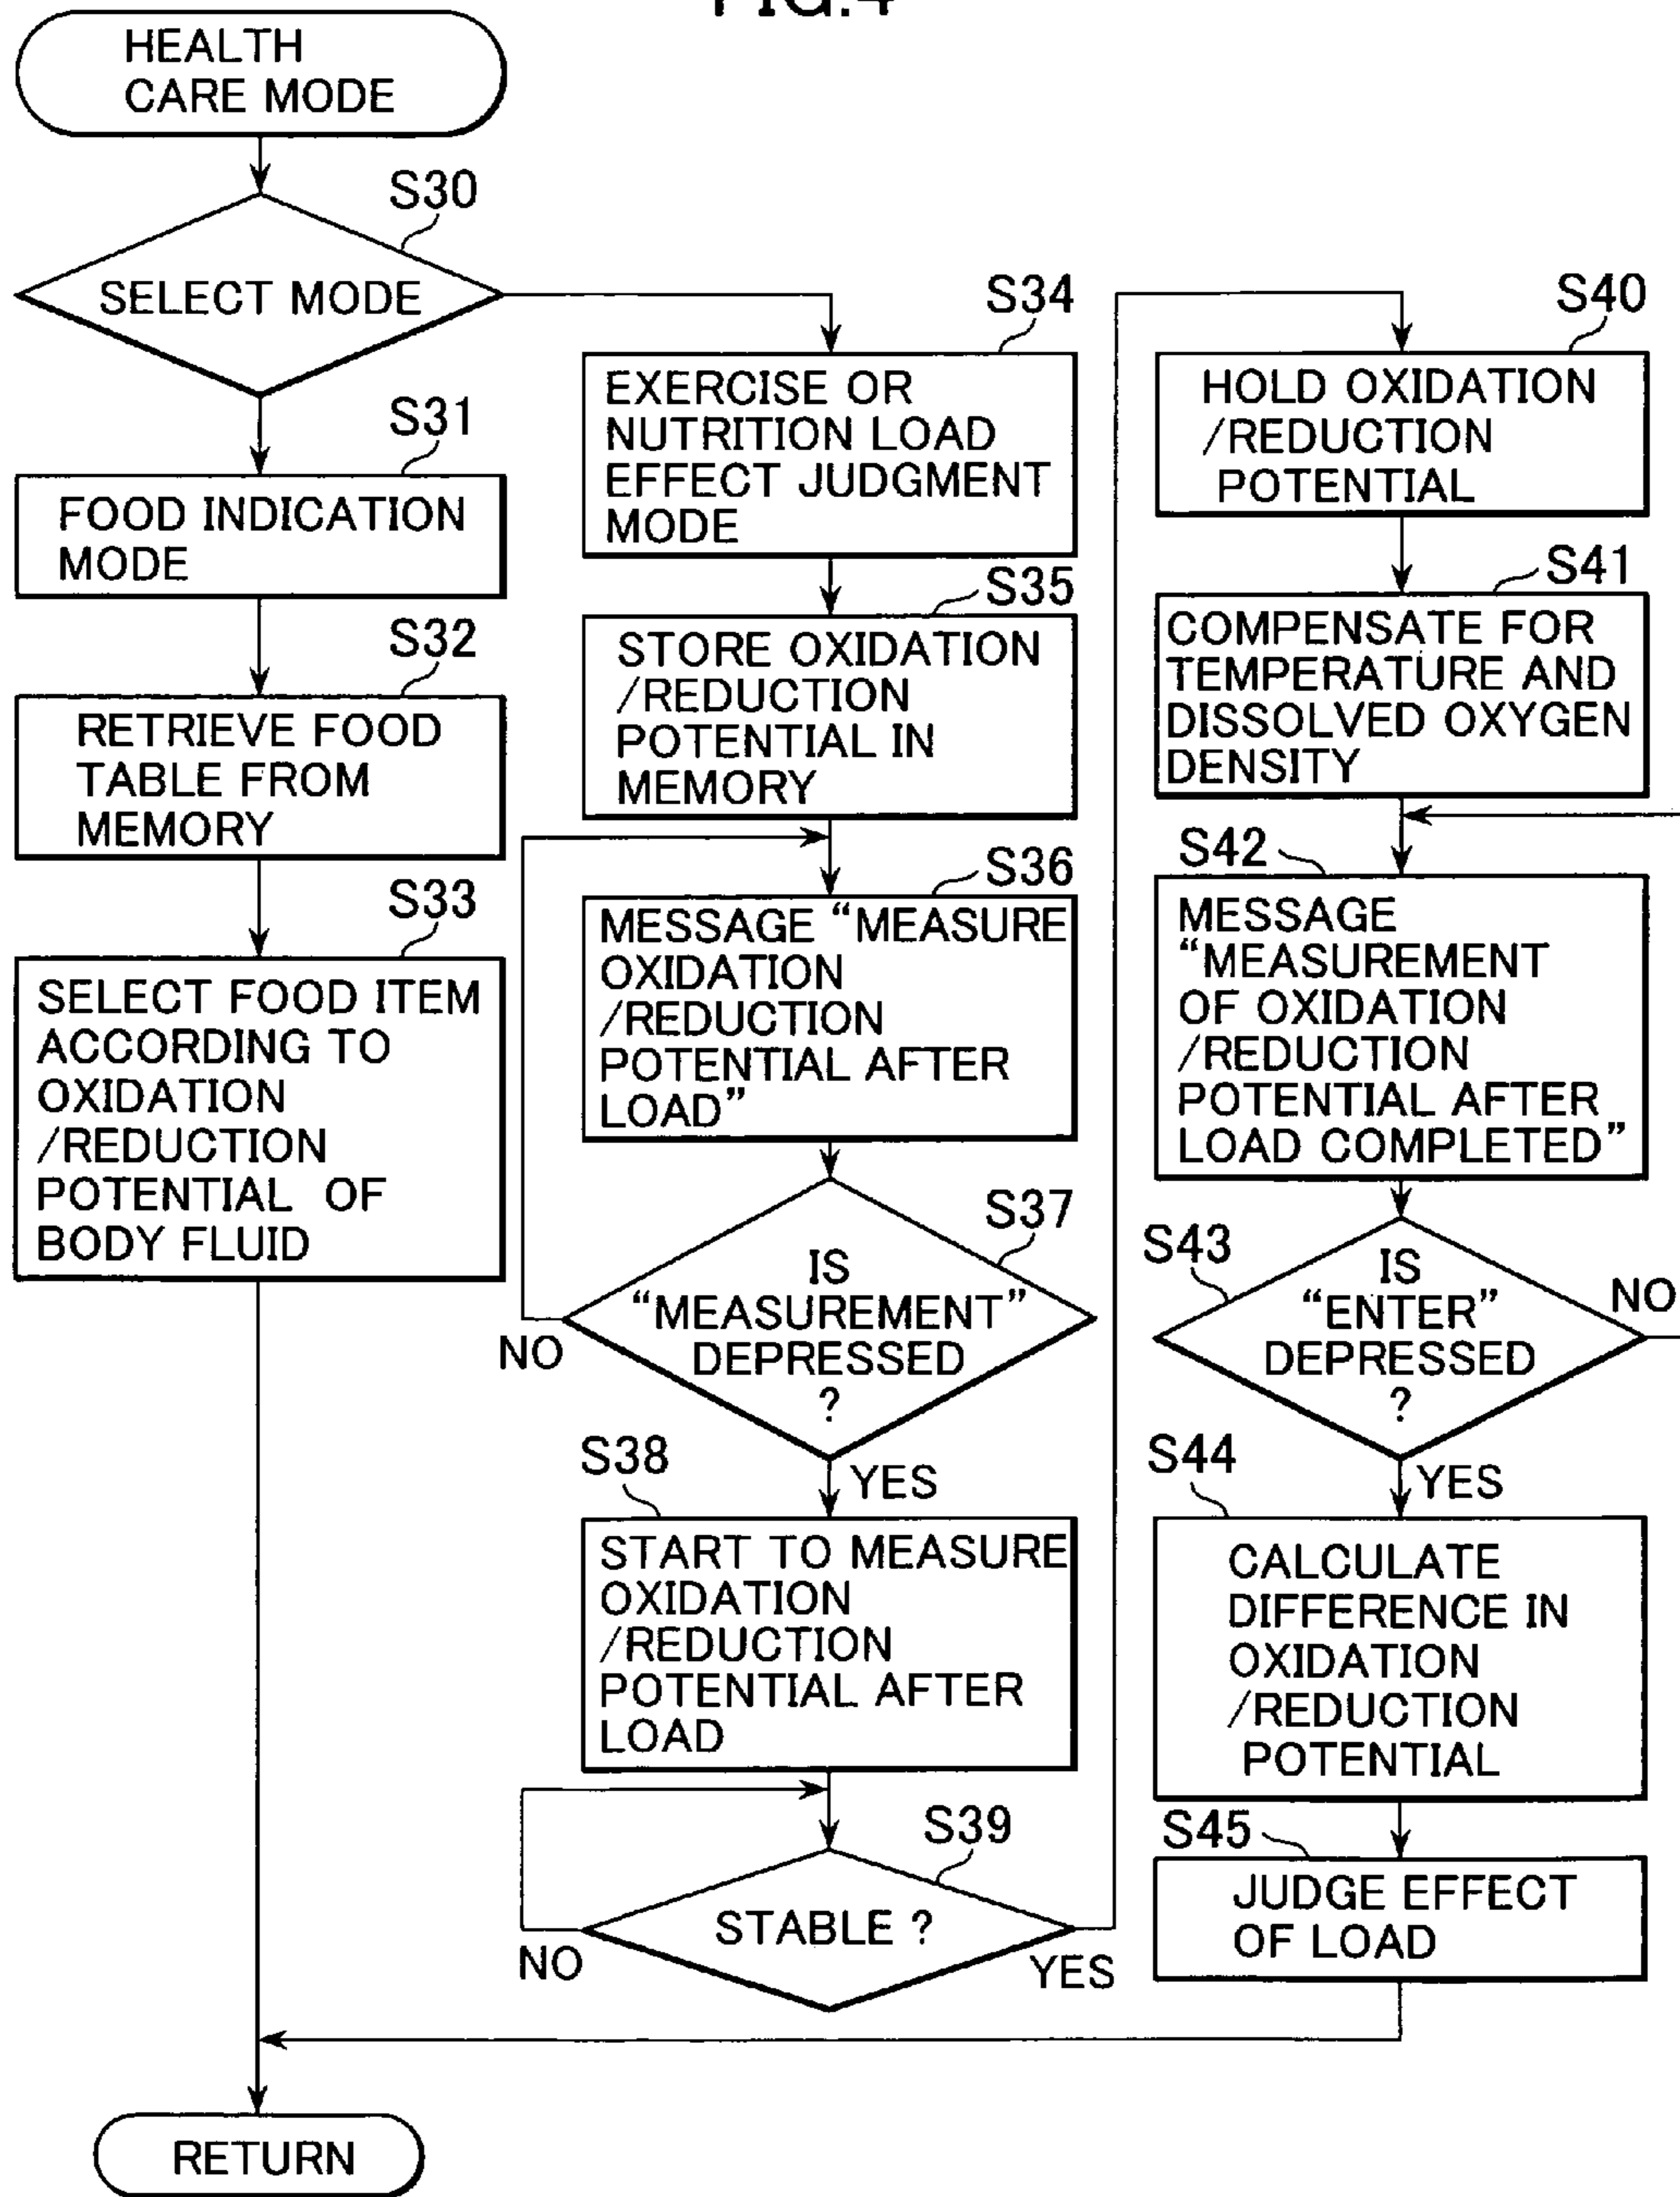 FIG.4
HEALTH
CARE MODE
S30
SELECT MODE
S31
FOOD INDICATION
MODE
S32
RETRIEVE FOOD
TABLE FROM
MEMORY
S33
SELECT FOOD ITEM
ACCORDING TO
OXIDATION
/REDUCTION
POTENTIAL OF
BODY FLUID
S34
EXERCISE OR
NUTRITION LOAD
EFFECT JUDGMENT
MODE
S35
STORE OXIDATION
/REDUCTION
POTENTIAL IN
MEMORY
S36
MESSAGE “MEASURE
OXIDATION
/REDUCTION
POTENTIAL AFTER
LOAD”
S37
IS
“MEASUREMENT”
DEPRESSED
?
NO
YES
S38
START TO MEASURE
OXIDATION
/REDUCTION
POTENTIAL AFTER
LOAD
S39
STABLE ?
NO
YES
S40
HOLD OXIDATION
/REDUCTION
POTENTIAL
S41
COMPENSATE FOR
TEMPERATURE AND
DISSOLVED OXYGEN
DENSITY
S42
MESSAGE
“MEASUREMENT
OF OXIDATION
/REDUCTION
POTENTIAL AFTER
LOAD COMPLETED”
S43
IS
“ENTER”
DEPRESSED
?
NO
YES
S44
CALCULATE
DIFFERENCE IN
OXIDATION
/REDUCTION
POTENTIAL
S45
JUDGE EFFECT
OF LOAD
RETURN